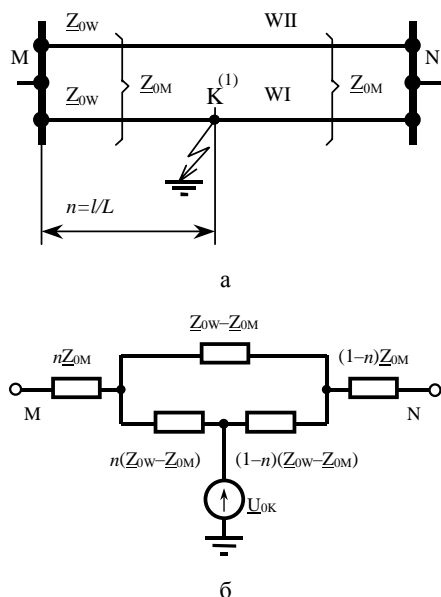 Z0W WII
M N
Z0M Z0M
Z0W K(1) WI
n=l/L
а
Z0W–Z0M
nZ0M (1–n)Z0M
M N
n(Z0W–Z0M) (1–n)(Z0W–Z0M)
U0K
б